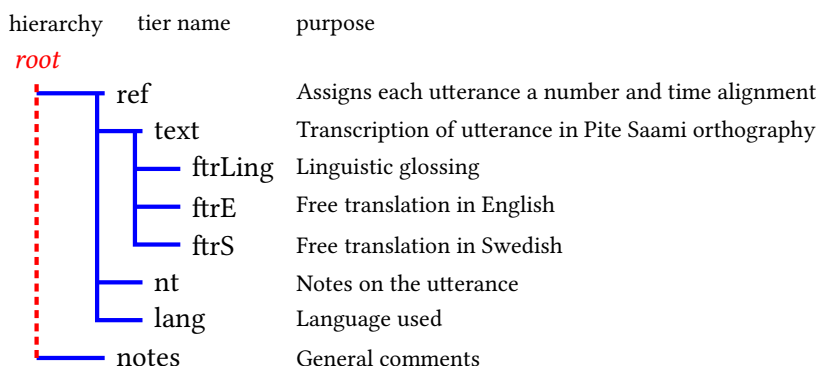 hierarchy tier name purpose
root
ref Assigns each utterance a number and time alignment
text Transcription of utterance in Pite Saami orthography
ftrLing Linguistic glossing
ftrE Free translation in English
ftrS Free translation in Swedish
nt Notes on the utterance
lang Language used
notes General comments